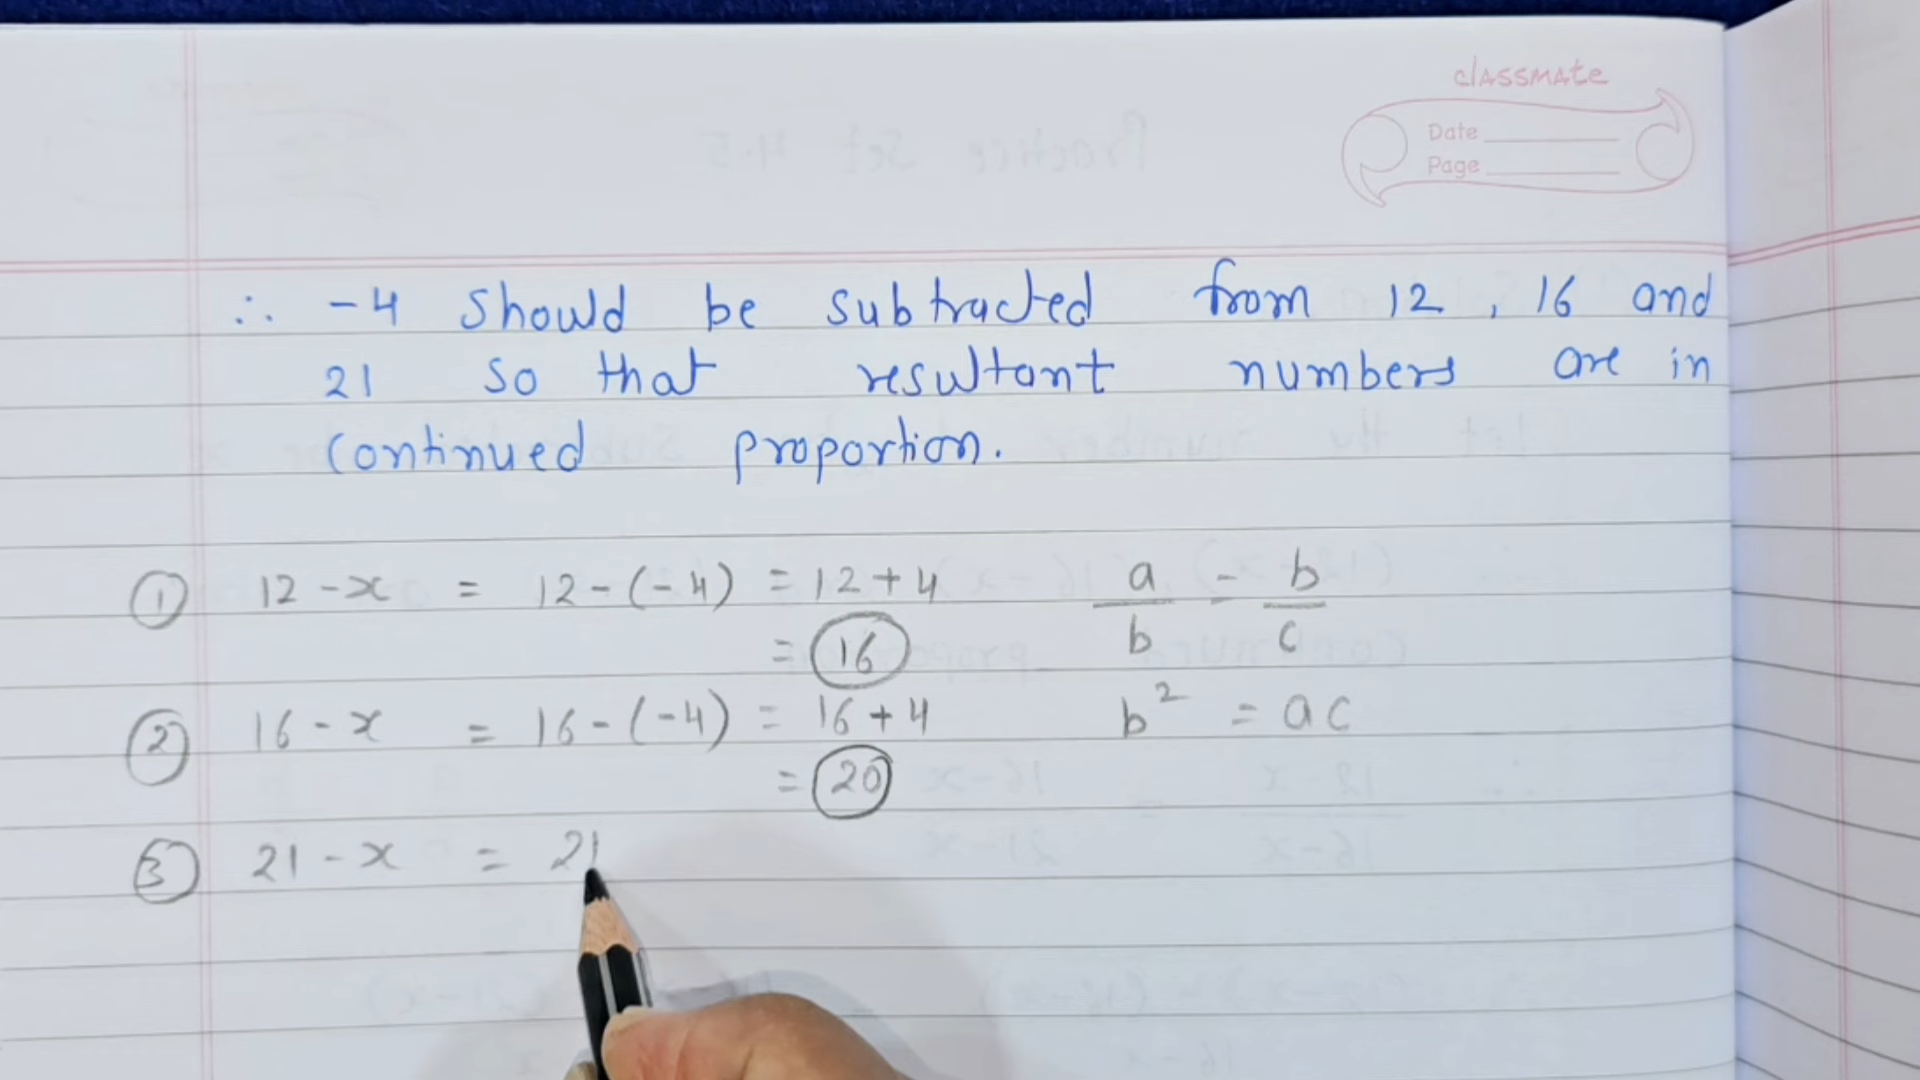 classmate
Date
Page
∴ -4 should be subtracted from 12, 16 and
21 so that resultant numbers are in
continued proportion.
① 12 - x = 12 - (-4) = 12 + 4
= 16
② 16 - x = 16 - (-4) = 16 + 4
= 20
③ 21 - x = 21
a/b = b/c
b² = ac